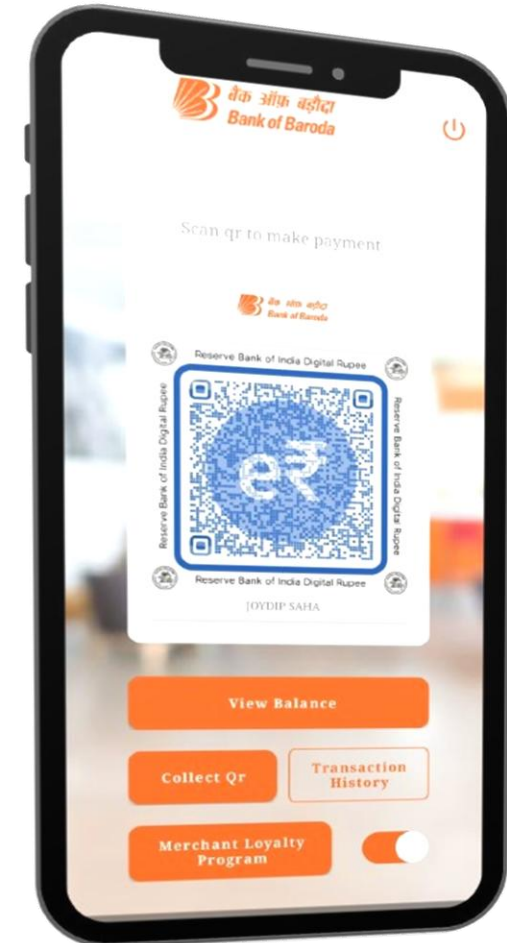 बैंक ऑफ़ बड़ौदा
Bank of Baroda
Scan qr to make payment
बैंक ऑफ़ बड़ौदा
Bank of Baroda
Reserve Bank of India Digital Rupee
Reserve Bank of India Digital Rupee
Reserve Bank of India Digital Rupee
e₹
Reserve Bank of India Digital Rupee
JOYDIP SAHA
View Balance
Collect Qr
Transaction
History
Merchant Loyalty
Program